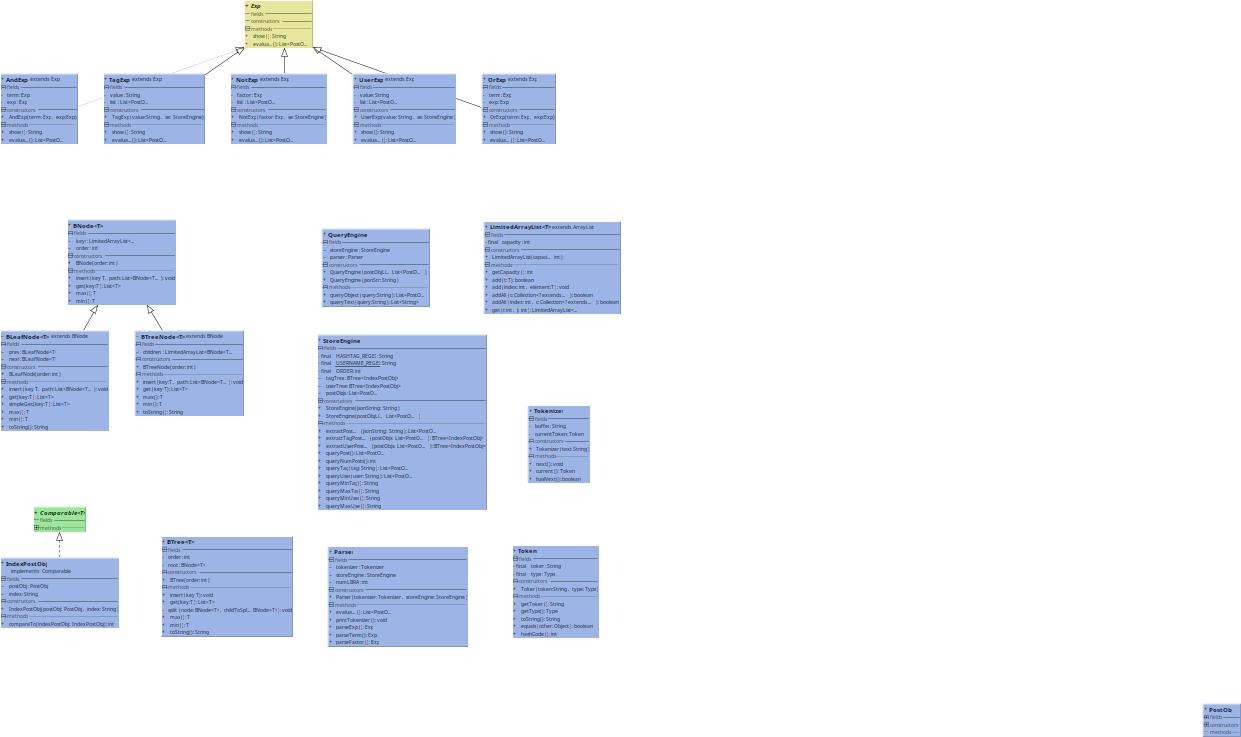 Exp
fields
constructors
methods
show(): String
evalua...(): List<PostO...
AndExp extends Exp
fields
term: Exp
exp: Exp
constructors
AndExp(term: Exp, exp:Exp)
methods
show(): String
evalua...(): List<PostO...
TagExp extends Exp
fields
value: String
list : List<PostO...
constructors
TagExp(value:String, se:StoreEngine)
methods
show(): String
evalua...(): List<PostO...
NotExp extends Exp
fields
factor: Exp
list : List<PostO...
constructors
NotExp(factor: Exp, se:StoreEngine)
methods
show(): String
evalua...(): List<PostO...
UserExp extends Exp
fields
value: String
list : List<PostO...
constructors
UserExp(value:String, se:StoreEngine)
methods
show(): String
evalua...(): List<PostO...
OrExp extends Exp
fields
term: Exp
exp: Exp
constructors
OrExp(term: Exp, exp:Exp)
methods
show(): String
evalua...(): List<PostO...
BNode<T>
fields
key: LimitedArrayList<...
order: int
constructors
BNode(order: int)
methods
insert(key: T, path: List<BNode<T... ): void
get(key:T): List<T>
max(): T
min(): T
QueryEngine
fields
storeEngine: StoreEngine
parser: Parser
constructors
QueryEngine(postObjLi... List<PostO... )
QueryEngine(jsonStr: String)
methods
queryObject(query:String): List<PostO...
queryText(query:String): List<String>
LimitedArrayList<T> extends ArrayList
fields
final capacity: int
constructors
LimitedArrayList(capaci... int)
methods
getCapacity(): int
add(t: T): boolean
add(index: int, element:T): void
addAll(c: Collection<? extends... ): boolean
addAll(index: int, c:Collection<? extends... ): boolean
get(i:int, j: int): LimitedArrayList<...
BLeafNode<T> extends BNode
fields
prev: BLeafNode<T>
next: BLeafNode<T>
constructors
BLeafNode(order: int)
methods
insert(key: T, path: List<BNode<T... ): void
get(key:T): List<T>
simpleGet(key:T): List<T>
max(): T
min(): T
toString(): String
BTreeNode<T> extends BNode
fields
children : LimitedArrayList<BNode<T...
constructors
BTreeNode(order: int)
methods
insert(key: T, path: List<BNode<T... ): void
get(key:T): List<T>
max(): T
min(): T
toString(): String
StoreEngine
fields
final HASHTAG_REGEX: String
final USERNAME_REGEX: String
final ORDER: int
tagTree: BTree<IndexPostObj>
userTree: BTree<IndexPostObj>
postObjs: List<PostO...
constructors
StoreEngine(jsonString: String)
StoreEngine(postObjLi... List<PostO... )
methods
extractPost... (jsonString: String): List<PostO...
extractTagPost... (postObjs: List<PostO... ): BTree<IndexPostObj>
extractUserPost... (postObjs: List<PostO... ): BTree<IndexPostObj>
queryPost(): List<PostO...
queryNumPosts(): int
queryTag(tag:String): List<PostO...
queryUser(user:String): List<PostO...
queryMinTag(): String
queryMaxTag(): String
queryMinUser(): String
queryMaxUser(): String
Tokenizer
fields
buffer: String
currentToken: Token
constructors
Tokenizer(text:String)
methods
next(): void
current(): Token
hasNext(): boolean
Comparable<T>
fields
methods
IndexPostObj
implements Comparable
fields
postObj: PostObj
index: String
constructors
IndexPostObj(postObj: PostObj, index: String)
methods
compareTo(indexPostObj: IndexPostObj): int
BTree<T>
fields
order: int
root: BNode<T>
constructors
BTree(order: int)
methods
insert(key: T): void
get(key:T): List<T>
split (node: BNode<T>, childToSpl... BNode<T>): void
max(): T
min(): T
toString(): String
Parser
fields
tokenizer: Tokenizer
storeEngine: StoreEngine
numLBRA: int
constructors
Parser(tokenizer: Tokenizer, storeEngine:StoreEngine)
methods
evalua...(): List<PostO...
printTokenizer(): void
parseExp(): Exp
parseTerm(): Exp
parseFactor(): Exp
Token
fields
final token: String
final type: Type
constructors
Token(token:String, type: Type)
methods
getToken(): String
getType(): Type
toString(): String
equals(other: Object): boolean
hashCode(): int
PostOb
fields
constructors
methods